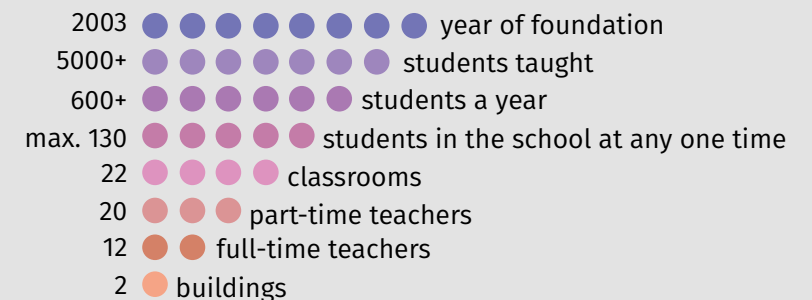 2003 year of foundation
5000+ students taught
600+ students a year
max. 130 students in the school at any one time
22 classrooms
20 part-time teachers
12 full-time teachers
2 buildings